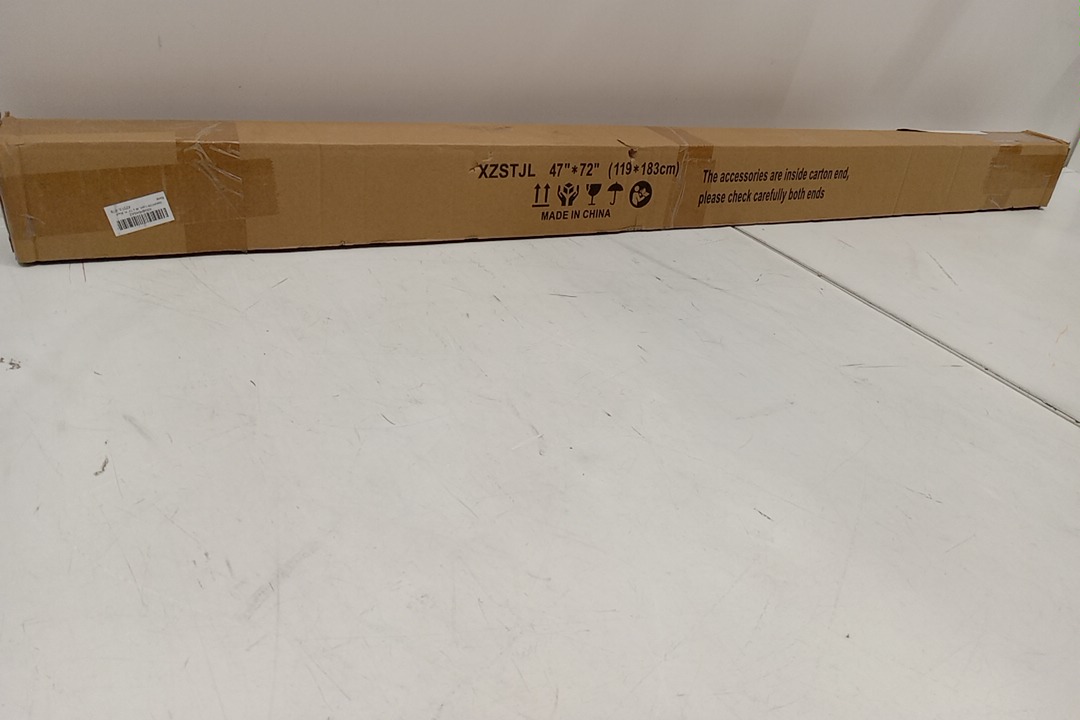 XZSTJL 47"*72" (119*183cm)
MADE IN CHINA
The accessories are inside carton end,
please check carefully both ends